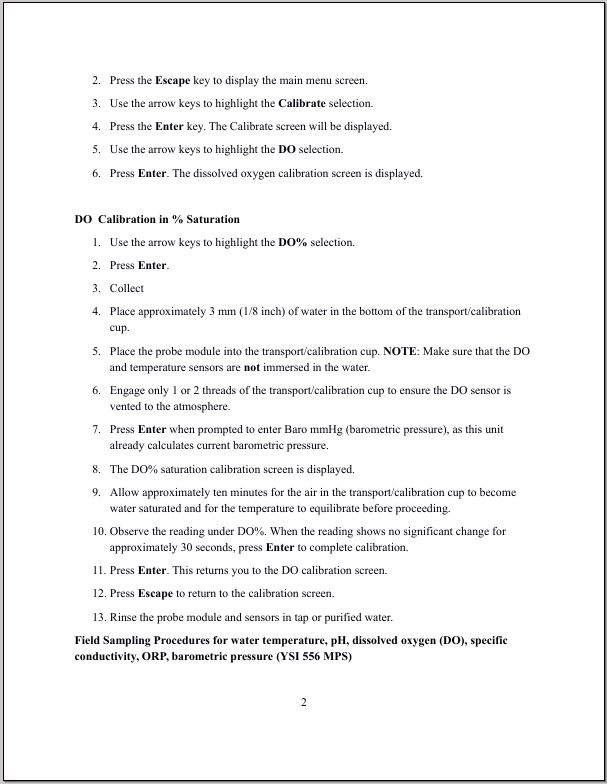 2. Press the Escape key to display the main menu screen.
3. Use the arrow keys to highlight the Calibrate selection.
4. Press the Enter key. The Calibrate screen will be displayed.
5. Use the arrow keys to highlight the DO selection.
6. Press Enter. The dissolved oxygen calibration screen is displayed.
DO  Calibration in % Saturation
1. Use the arrow keys to highlight the DO% selection.
2. Press Enter.
3. Collect
4. Place approximately 3 mm (1/8 inch) of water in the bottom of the transport/calibration
cup.
5. Place the probe module into the transport/calibration cup. NOTE: Make sure that the DO
and temperature sensors are not immersed in the water.
6. Engage only 1 or 2 threads of the transport/calibration cup to ensure the DO sensor is
vented to the atmosphere.
7. Press Enter when prompted to enter Baro mmHg (barometric pressure), as this unit
already calculates current barometric pressure.
8. The DO% saturation calibration screen is displayed.
9. Allow approximately ten minutes for the air in the transport/calibration cup to become
water saturated and for the temperature to equilibrate before proceeding.
10. Observe the reading under DO%. When the reading shows no significant change for
approximately 30 seconds, press Enter to complete calibration.
11. Press Enter. This returns you to the DO calibration screen.
12. Press Escape to return to the calibration screen.
13. Rinse the probe module and sensors in tap or purified water.
Field Sampling Procedures for water temperature, pH, dissolved oxygen (DO), specific
conductivity, ORP, barometric pressure (YSI 556 MPS)
2